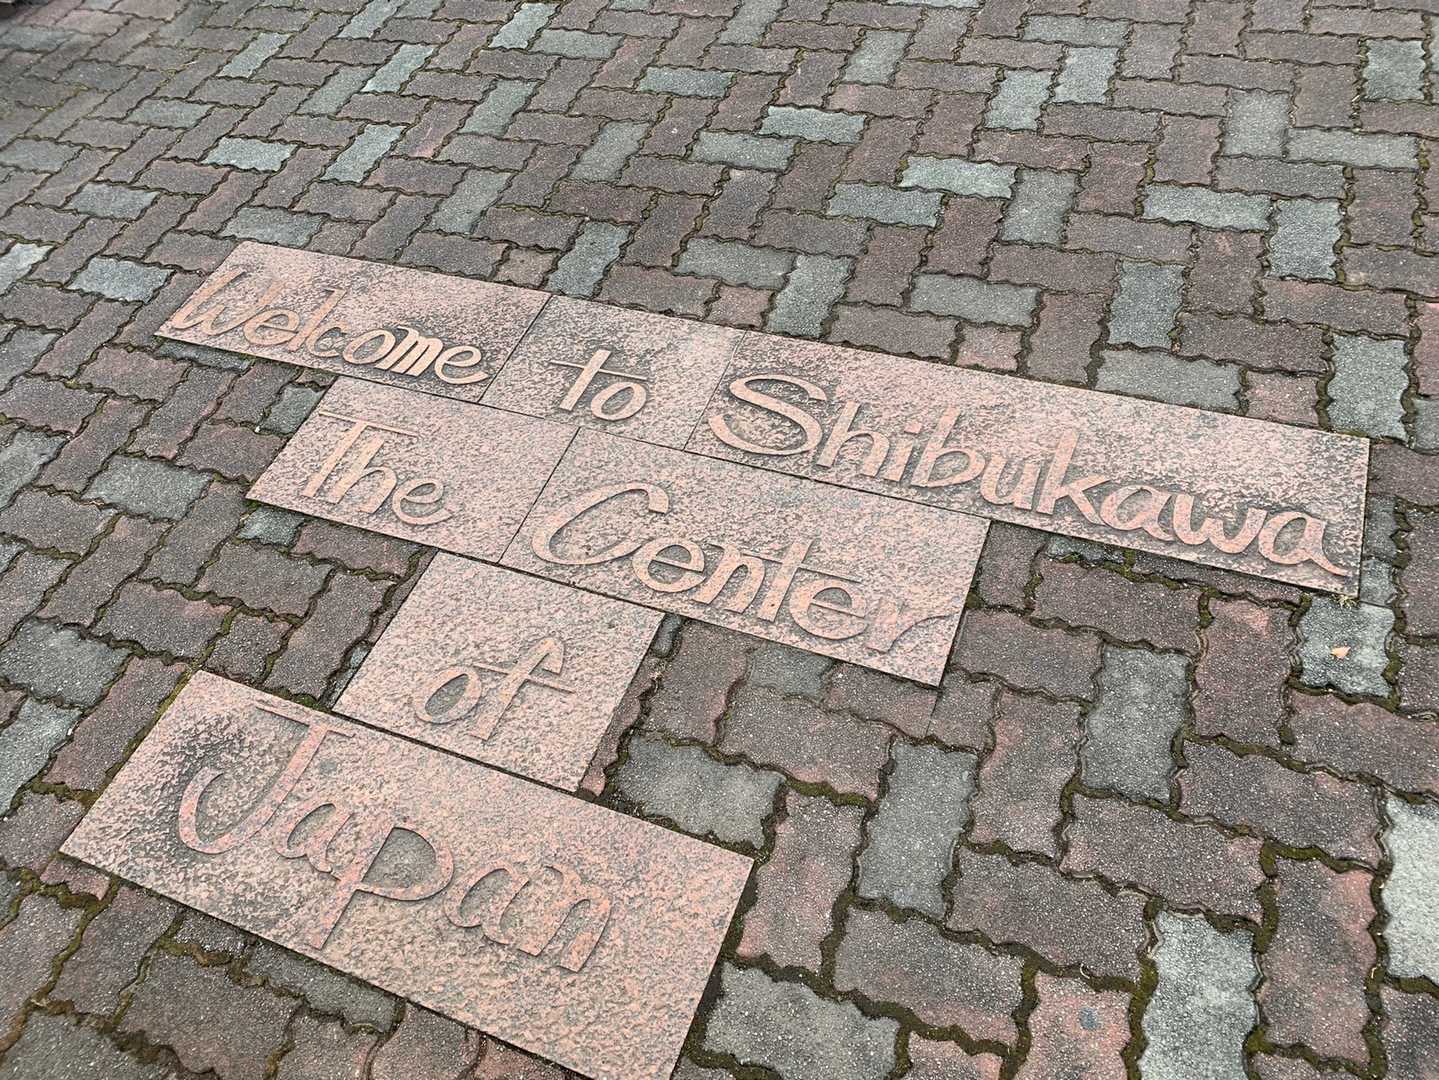 Welcome to Shibukawa
The Center
of
Japan